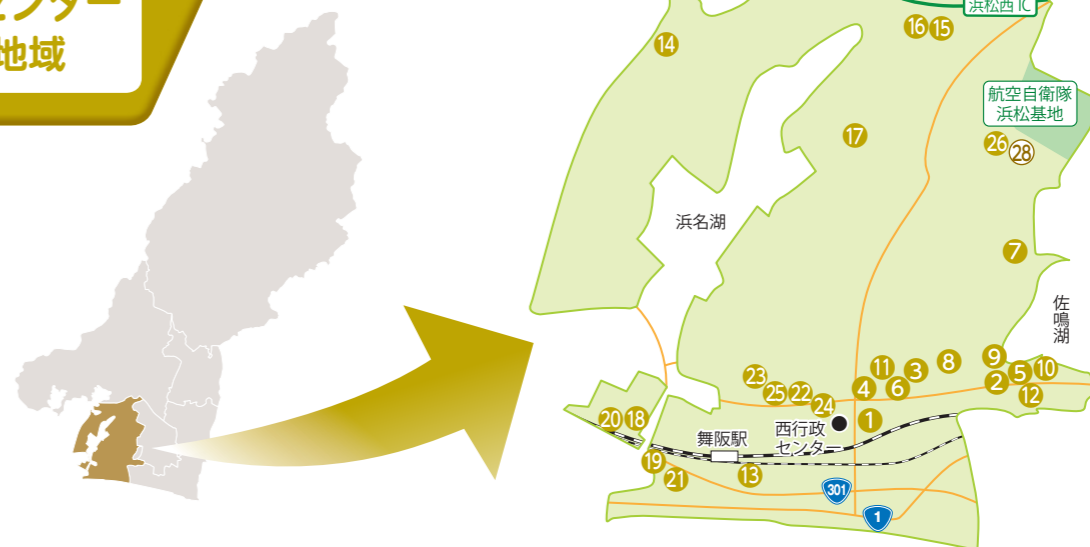 センター
地域
浜松西IC
⑯⑮
⑭
航空自衛隊
浜松基地
⑰
㉖
㉘
浜名湖
⑦
佐鳴湖
⑨
⑧
⑪
③
⑤
⑩
㉓
④
⑥
②
㉕
㉒
⑫
㉔
①
⑳
⑱
西行政
センター
舞阪駅
⑲
㉑
⑬
301
1